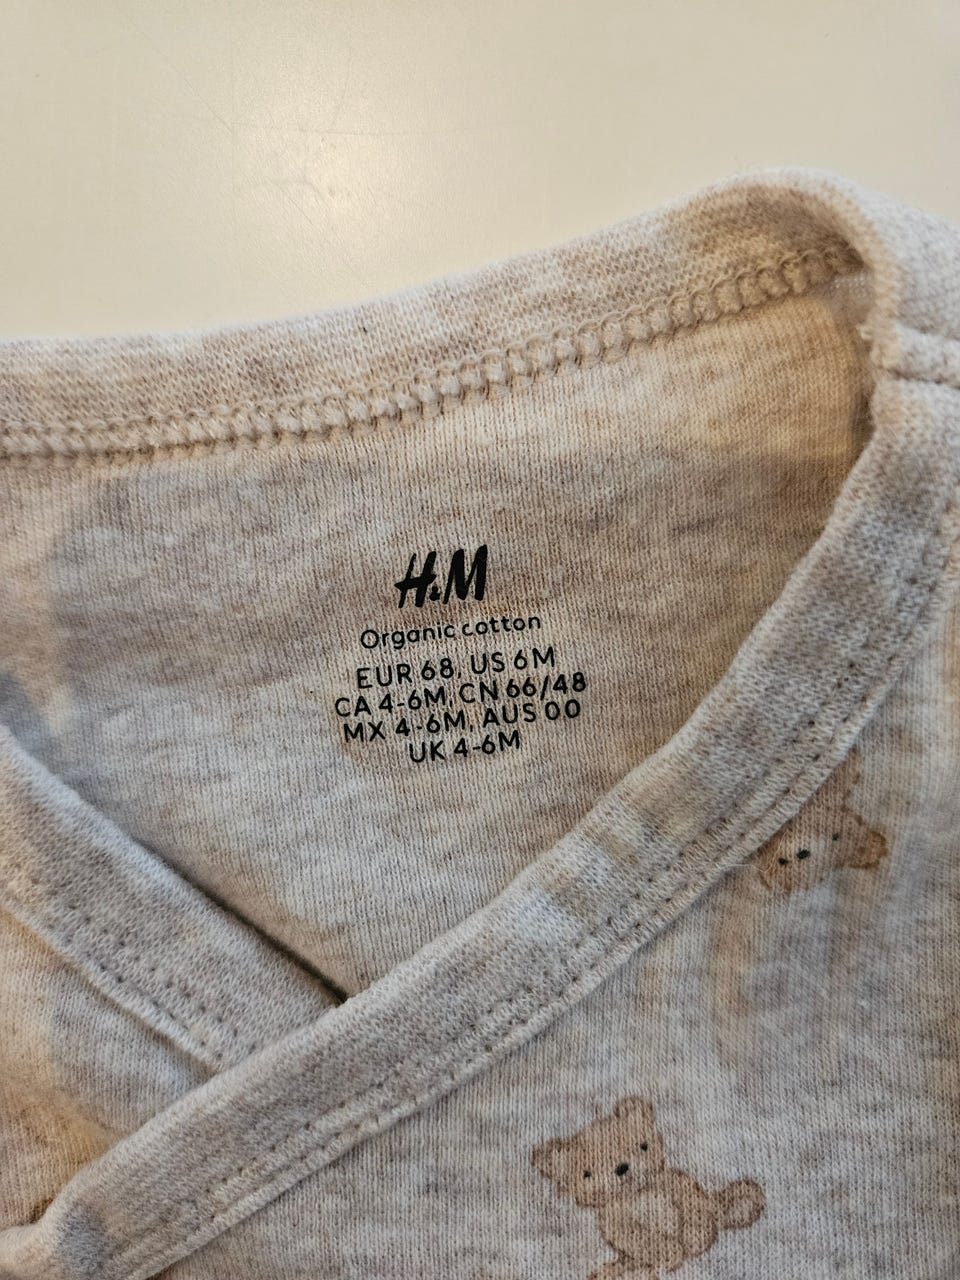 H&M
Organic cotton
EUR 68, US 6M
CA 4-6M, CN 66/48
MX 4-6M, AUS 00
UK 4-6M